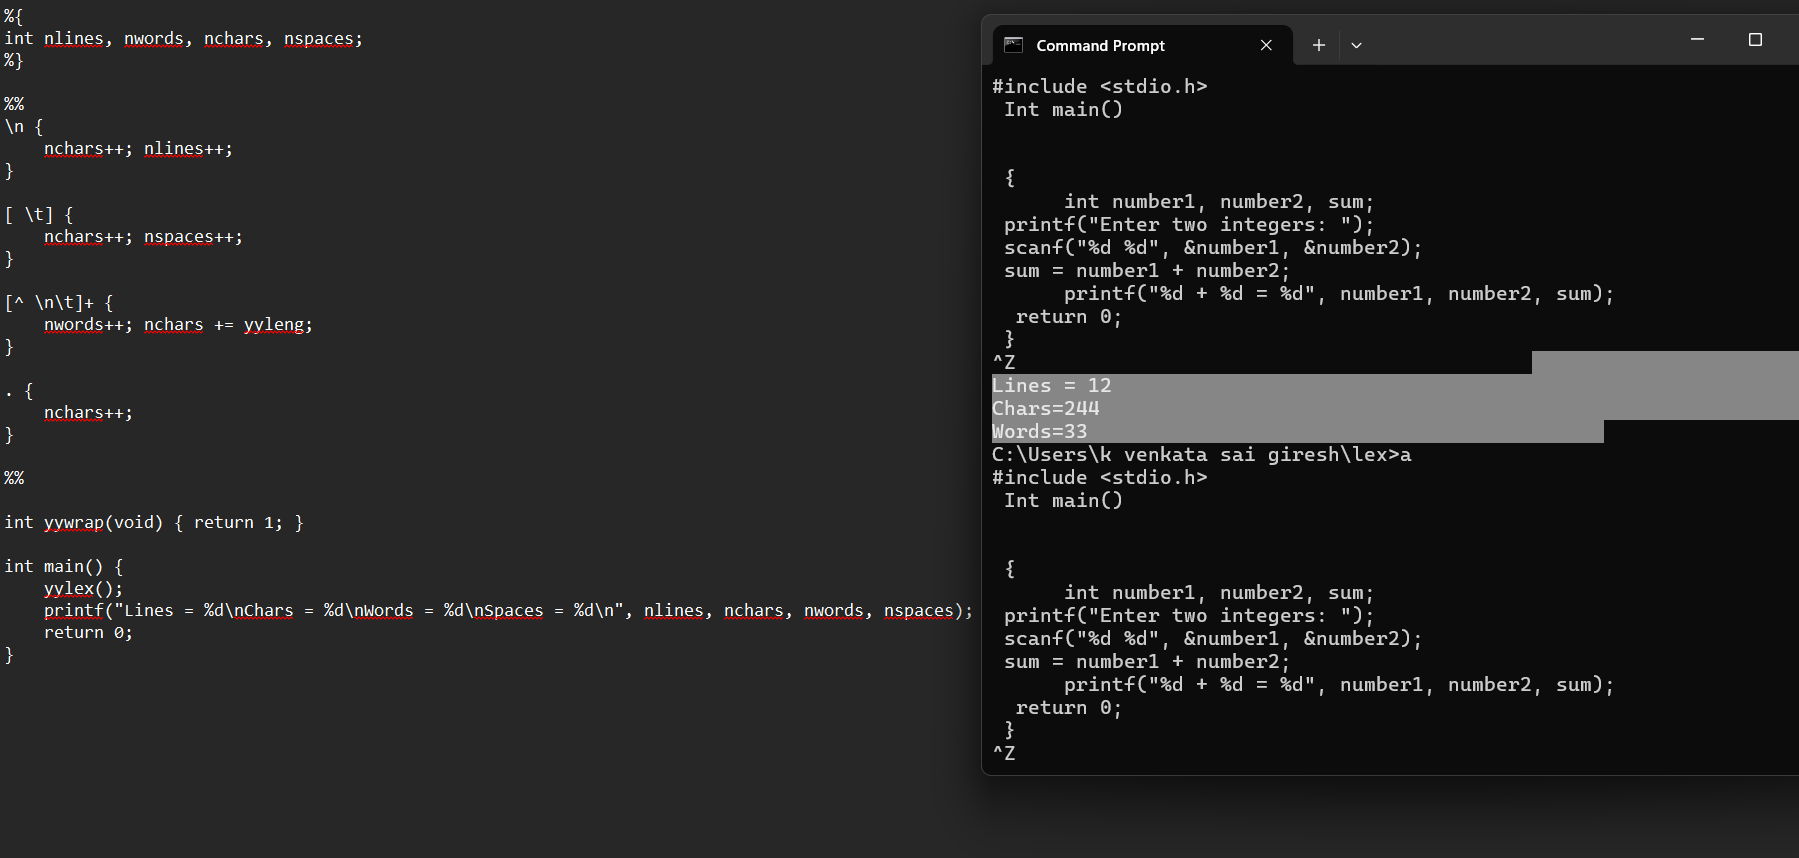 %{
int nlines, nwords, nchars, nspaces;
%}
%%
\n {
    nchars++; nlines++;
}
[ \t] {
    nchars++; nspaces++;
}
[^ \n\t]+ {
    nwords++; nchars += yyleng;
}
. {
    nchars++;
}
%%
int yywrap(void) { return 1; }
int main() {
    yylex();
    printf("Lines = %d\nChars = %d\nWords = %d\nSpaces = %d\n", nlines, nchars, nwords, nspaces);
    return 0;
}
Command Prompt
#include <stdio.h>
 Int main()
 {
      int number1, number2, sum;
 printf("Enter two integers: ");
 scanf("%d %d", &number1, &number2);
 sum = number1 + number2;
      printf("%d + %d = %d", number1, number2, sum);
  return 0;
 }
^Z
Lines = 12
Chars=244
Words=33
C:\Users\k venkata sai giresh\lex>a
#include <stdio.h>
 Int main()
 {
      int number1, number2, sum;
 printf("Enter two integers: ");
 scanf("%d %d", &number1, &number2);
 sum = number1 + number2;
      printf("%d + %d = %d", number1, number2, sum);
  return 0;
 }
^Z